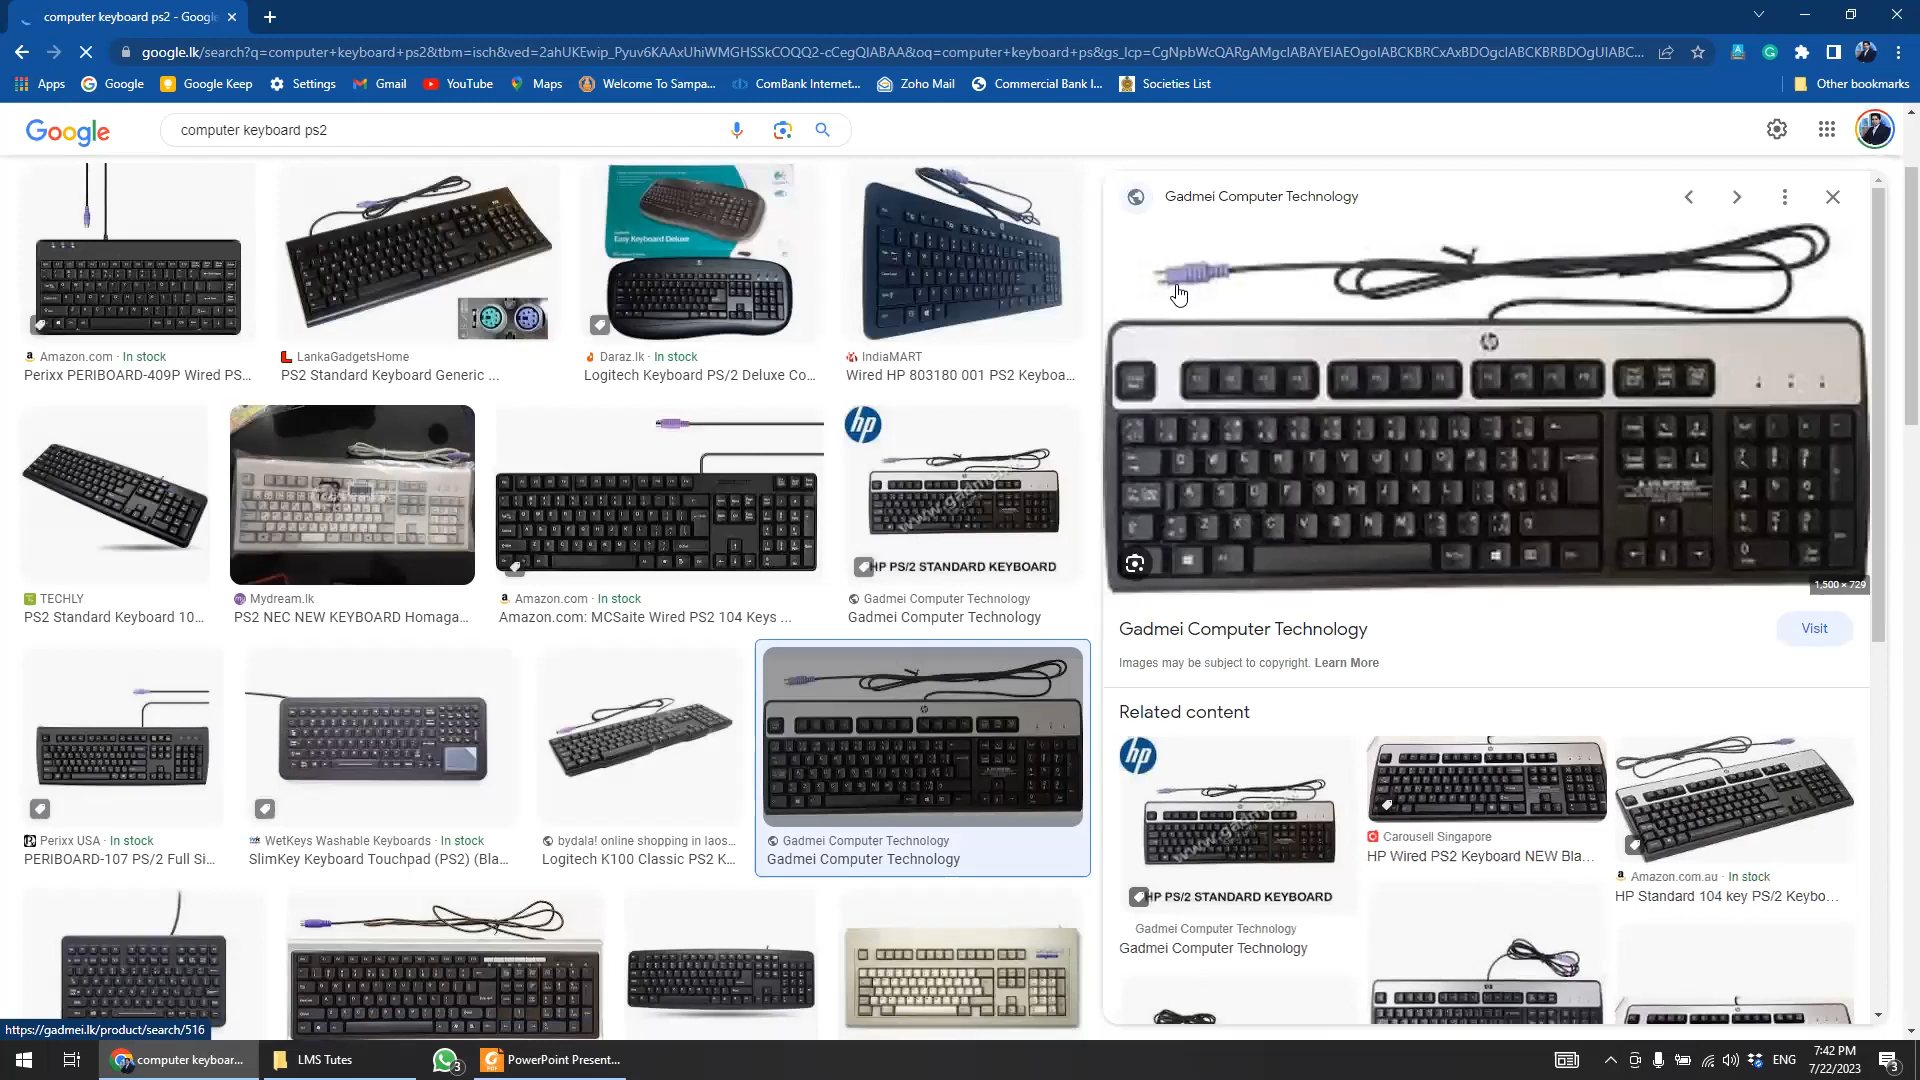 computer keyboard ps2 - Google
google.lk/search?q=computer+keyboard+ps2&tbm=isch&ved=2ahUKEwip_Pyuv6KAAxUhiWMGHSSkCOQQ2-cCegQIABAA&oq=computer+keyboard+ps&gs_lcp=CgNpbWcQARgAMgcIABAYEIAEOgoIABCKBRCxAxBDOgcIABCKBRBDOgUIABC...
Apps
Google
Google Keep
Settings
Gmail
YouTube
Maps
Welcome To Sampa...
ComBank Internet...
Zoho Mail
Commercial Bank I...
Societies List
Other bookmarks
Google
computer keyboard ps2
Easy Keyboard Deluxe
Amazon.com · In stock
Perixx PERIBOARD-409P Wired PS...
LankaGadgetsHome
PS2 Standard Keyboard Generic ...
Daraz.lk · In stock
Logitech Keyboard PS/2 Deluxe Co...
IndiaMART
Wired HP 803180 001 PS2 Keyboa...
hp
HP PS/2 STANDARD KEYBOARD
TECHLY
PS2 Standard Keyboard 10...
Mydream.lk
PS2 NEC NEW KEYBOARD Homaga...
Amazon.com · In stock
Amazon.com: MCSaite Wired PS2 104 Keys ...
Gadmei Computer Technology
Gadmei Computer Technology
Perixx USA · In stock
PERIBOARD-107 PS/2 Full Si...
WetKeys Washable Keyboards · In stock
SlimKey Keyboard Touchpad (PS2) (Bla...
bydala! online shopping in laos...
Logitech K100 Classic PS2 K...
Gadmei Computer Technology
Gadmei Computer Technology
Gadmei Computer Technology
1,500 × 729
Gadmei Computer Technology
Visit
Images may be subject to copyright. Learn More
Related content
hp
HP PS/2 STANDARD KEYBOARD
Gadmei Computer Technology
Gadmei Computer Technology
Carousell Singapore
HP Wired PS2 Keyboard NEW Bla...
Amazon.com.au · In stock
HP Standard 104 key PS/2 Keybo...
https://gadmei.lk/product/search/516
computer keyboar...
LMS Tutes
3
PowerPoint Present...
ENG
7:42 PM
7/22/2023
3